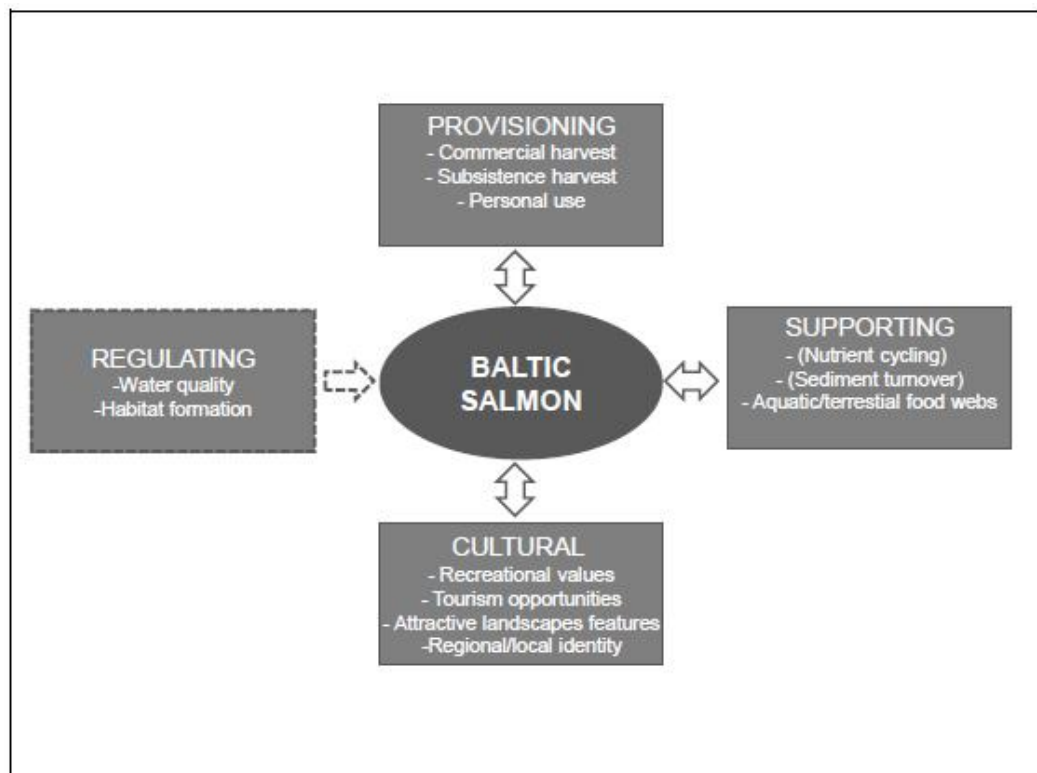 PROVISIONING
- Commercial harvest
- Subsistence harvest
- Personal use
REGULATING
-Water quality
-Habitat formation
BALTIC
SALMON
SUPPORTING
- (Nutrient cycling)
- (Sediment turnover)
- Aquatic/terrestial food webs
CULTURAL
- Recreational values
- Tourism opportunities
- Attractive landscapes features
-Regional/local identity